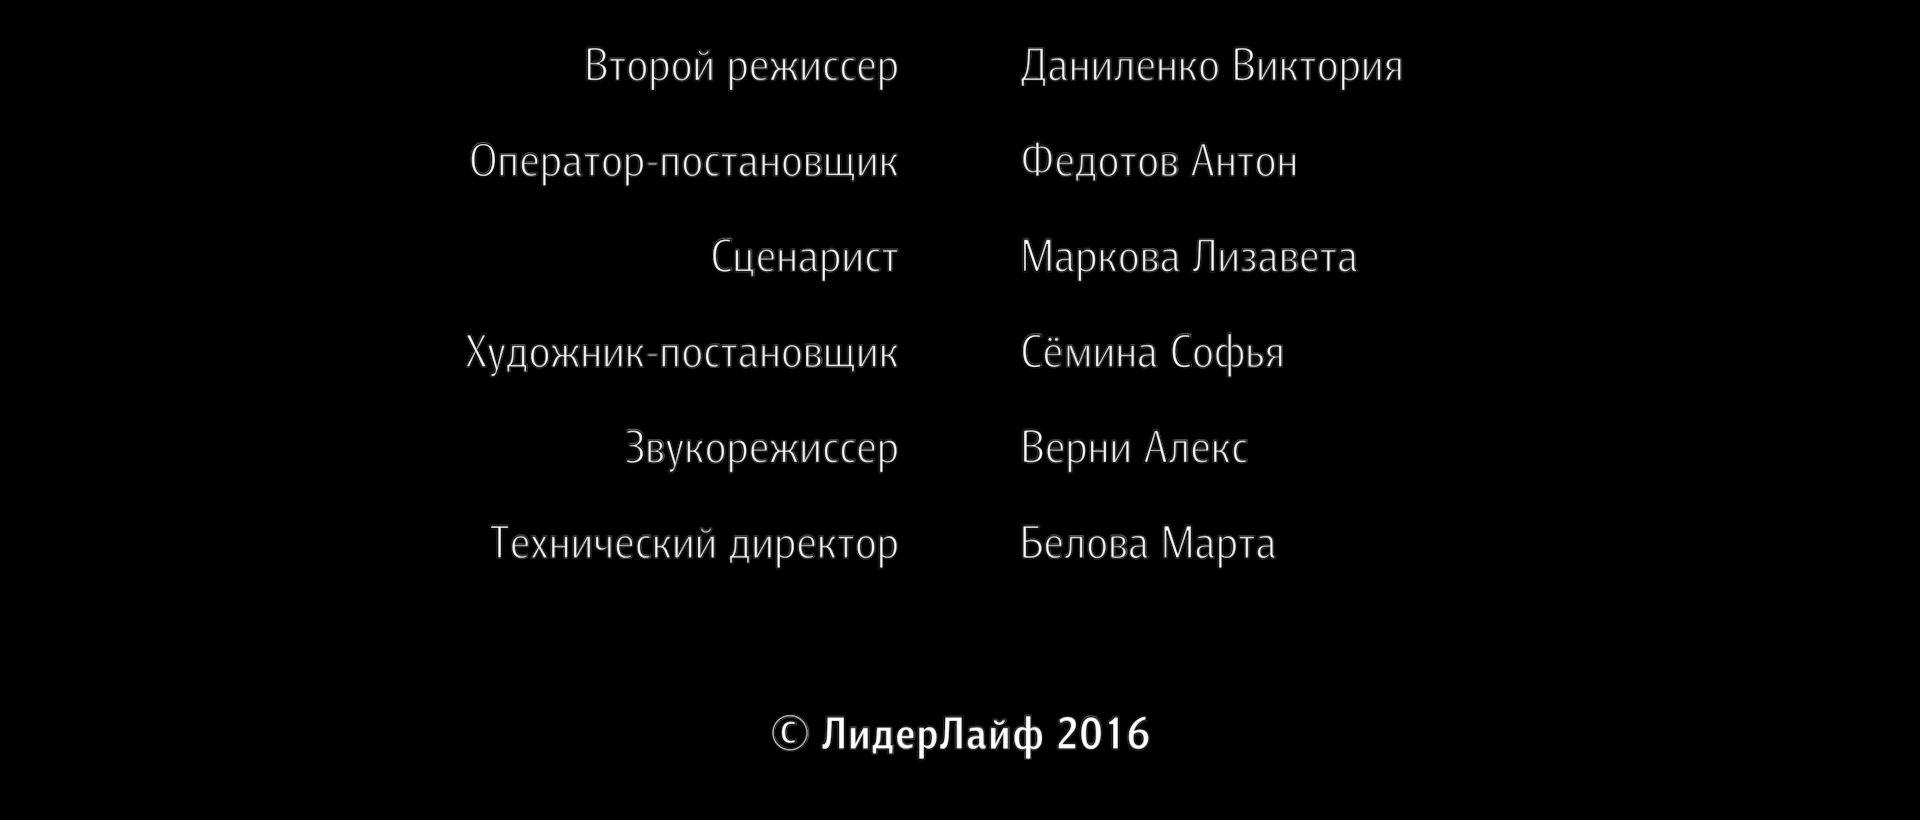 Второй режиссер Даниленко Виктория
Оператор-постановщик Федотов Антон
Сценарист Маркова Лизавета
Художник-постановщик Сёмина Софья
Звукорежиссер Верни Алекс
Технический директор Белова Марта
© ЛидерЛайф 2016